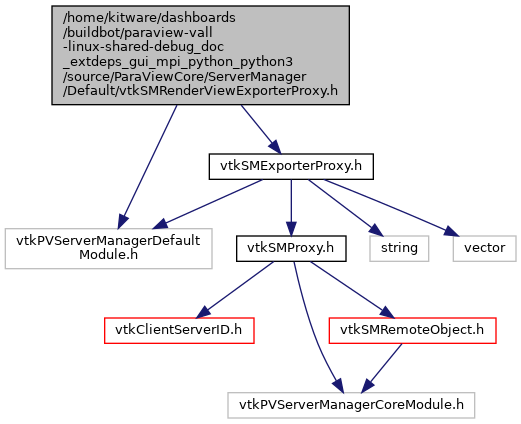 /home/kitware/dashboards
/buildbot/paraview-vall
-linux-shared-debug_doc
_extdeps_gui_mpi_python_python3
/source/ParaViewCore/ServerManager
/Default/vtkSMRenderViewExporterProxy.h
vtkSMExporterProxy.h
vtkPVServerManagerDefault
Module.h
vtkSMProxy.h
string
vector
vtkClientServerID.h
vtkSMRemoteObject.h
vtkPVServerManagerCoreModule.h